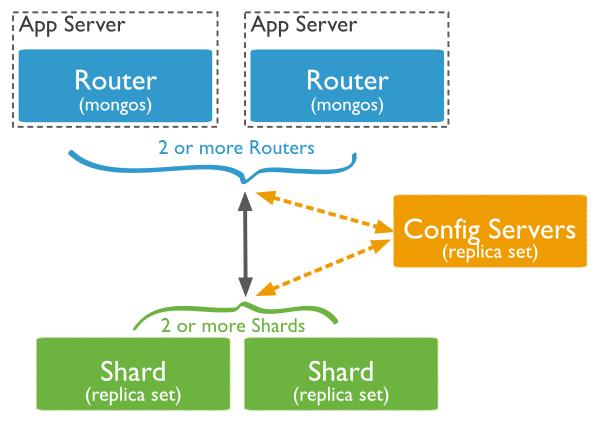 App Server
App Server
Router
(mongos)
Router
(mongos)
2 or more Routers
Config Servers
(replica set)
2 or more Shards
Shard
(replica set)
Shard
(replica set)